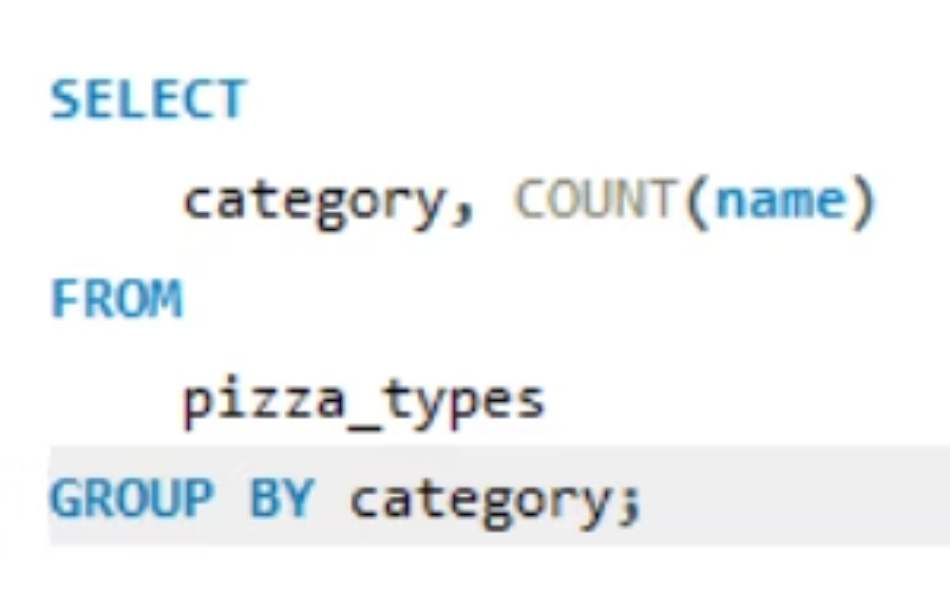 SELECT
category, COUNT(name)
FROM
pizza_types
GROUP BY category;